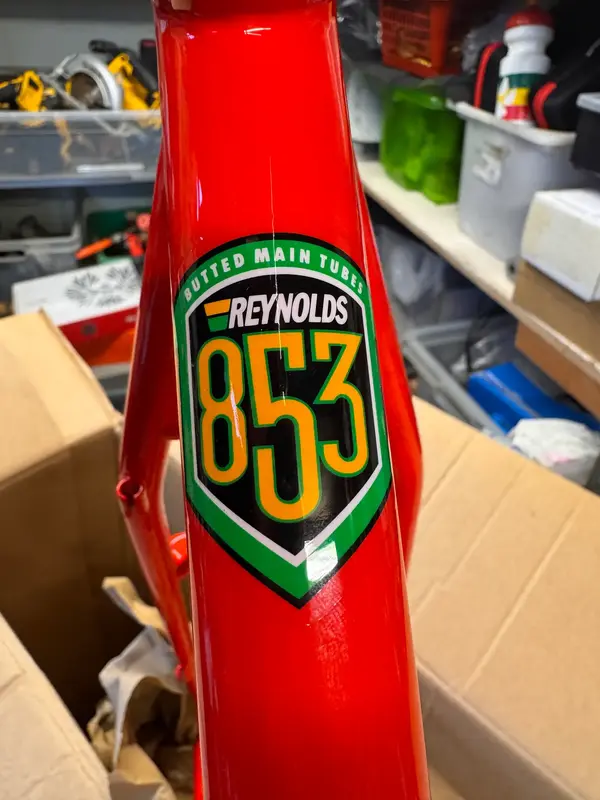 BUTTED MAIN TUBES
REYNOLDS
853